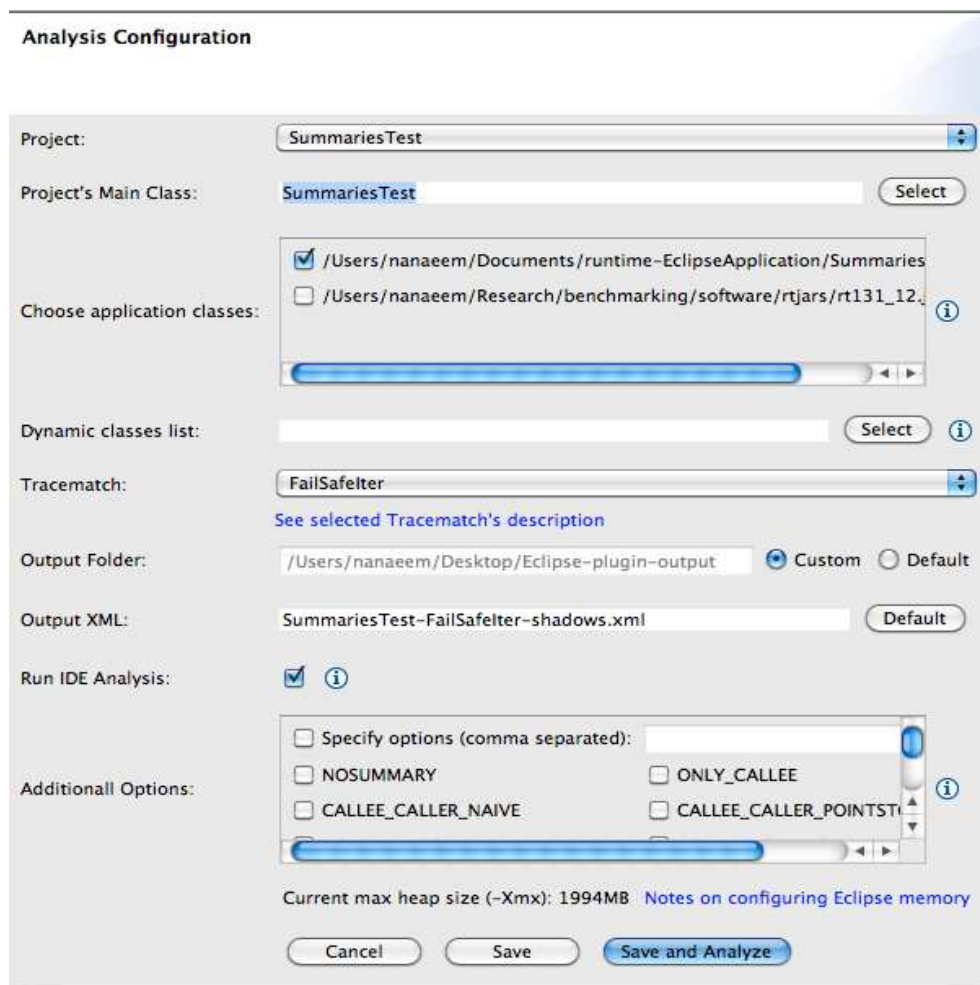 Analysis Configuration
Project: SummariesTest
Project's Main Class: SummariesTest Select
/Users/nanaeem/Documents/runtime-EclipseApplication/Summaries
Choose application classes: /Users/nanaeem/Research/benchmarking/software/rtjars/rt131_12.
Dynamic classes list: Select
Tracematch: FailSafeIter
See selected Tracematch's description
Output Folder: /Users/nanaeem/Desktop/Eclipse-plugin-output Custom Default
Output XML: SummariesTest-FailSafeIter-shadows.xml Default
Run IDE Analysis:
Specify options (comma separated):
NOSUMMARY ONLY_CALLEE
Additionall Options:
CALLEE_CALLER_NAIVE CALLEE_CALLER_POINTST
Current max heap size (-Xmx): 1994MB Notes on configuring Eclipse memory
Cancel Save Save and Analyze